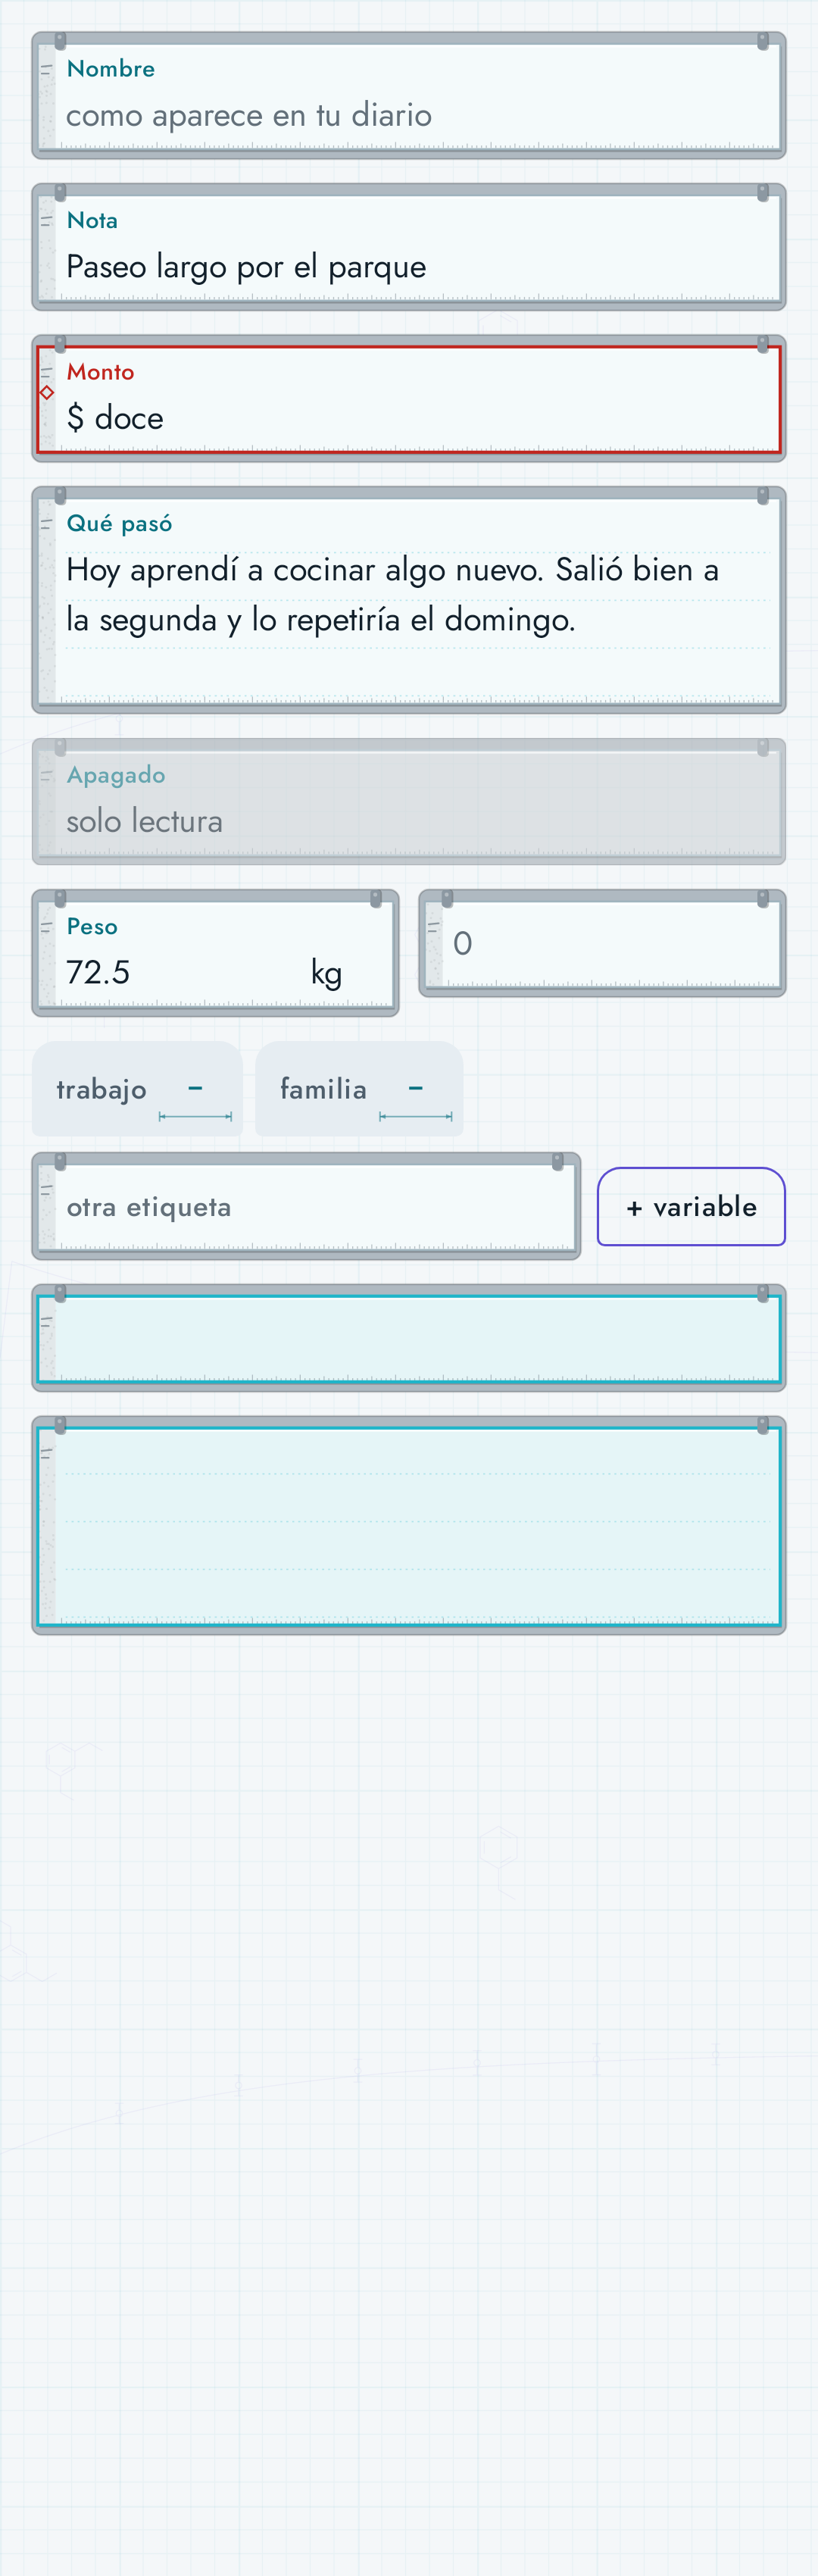 Nombre
como aparece en tu diario
Nota
Paseo largo por el parque
Monto
$ doce
Qué pasó
Hoy aprendí a cocinar algo nuevo. Salió bien a
la segunda y lo repetiría el domingo.
Apagado
solo lectura
Peso
72.5 kg
0
trabajo –
familia –
otra etiqueta
+ variable